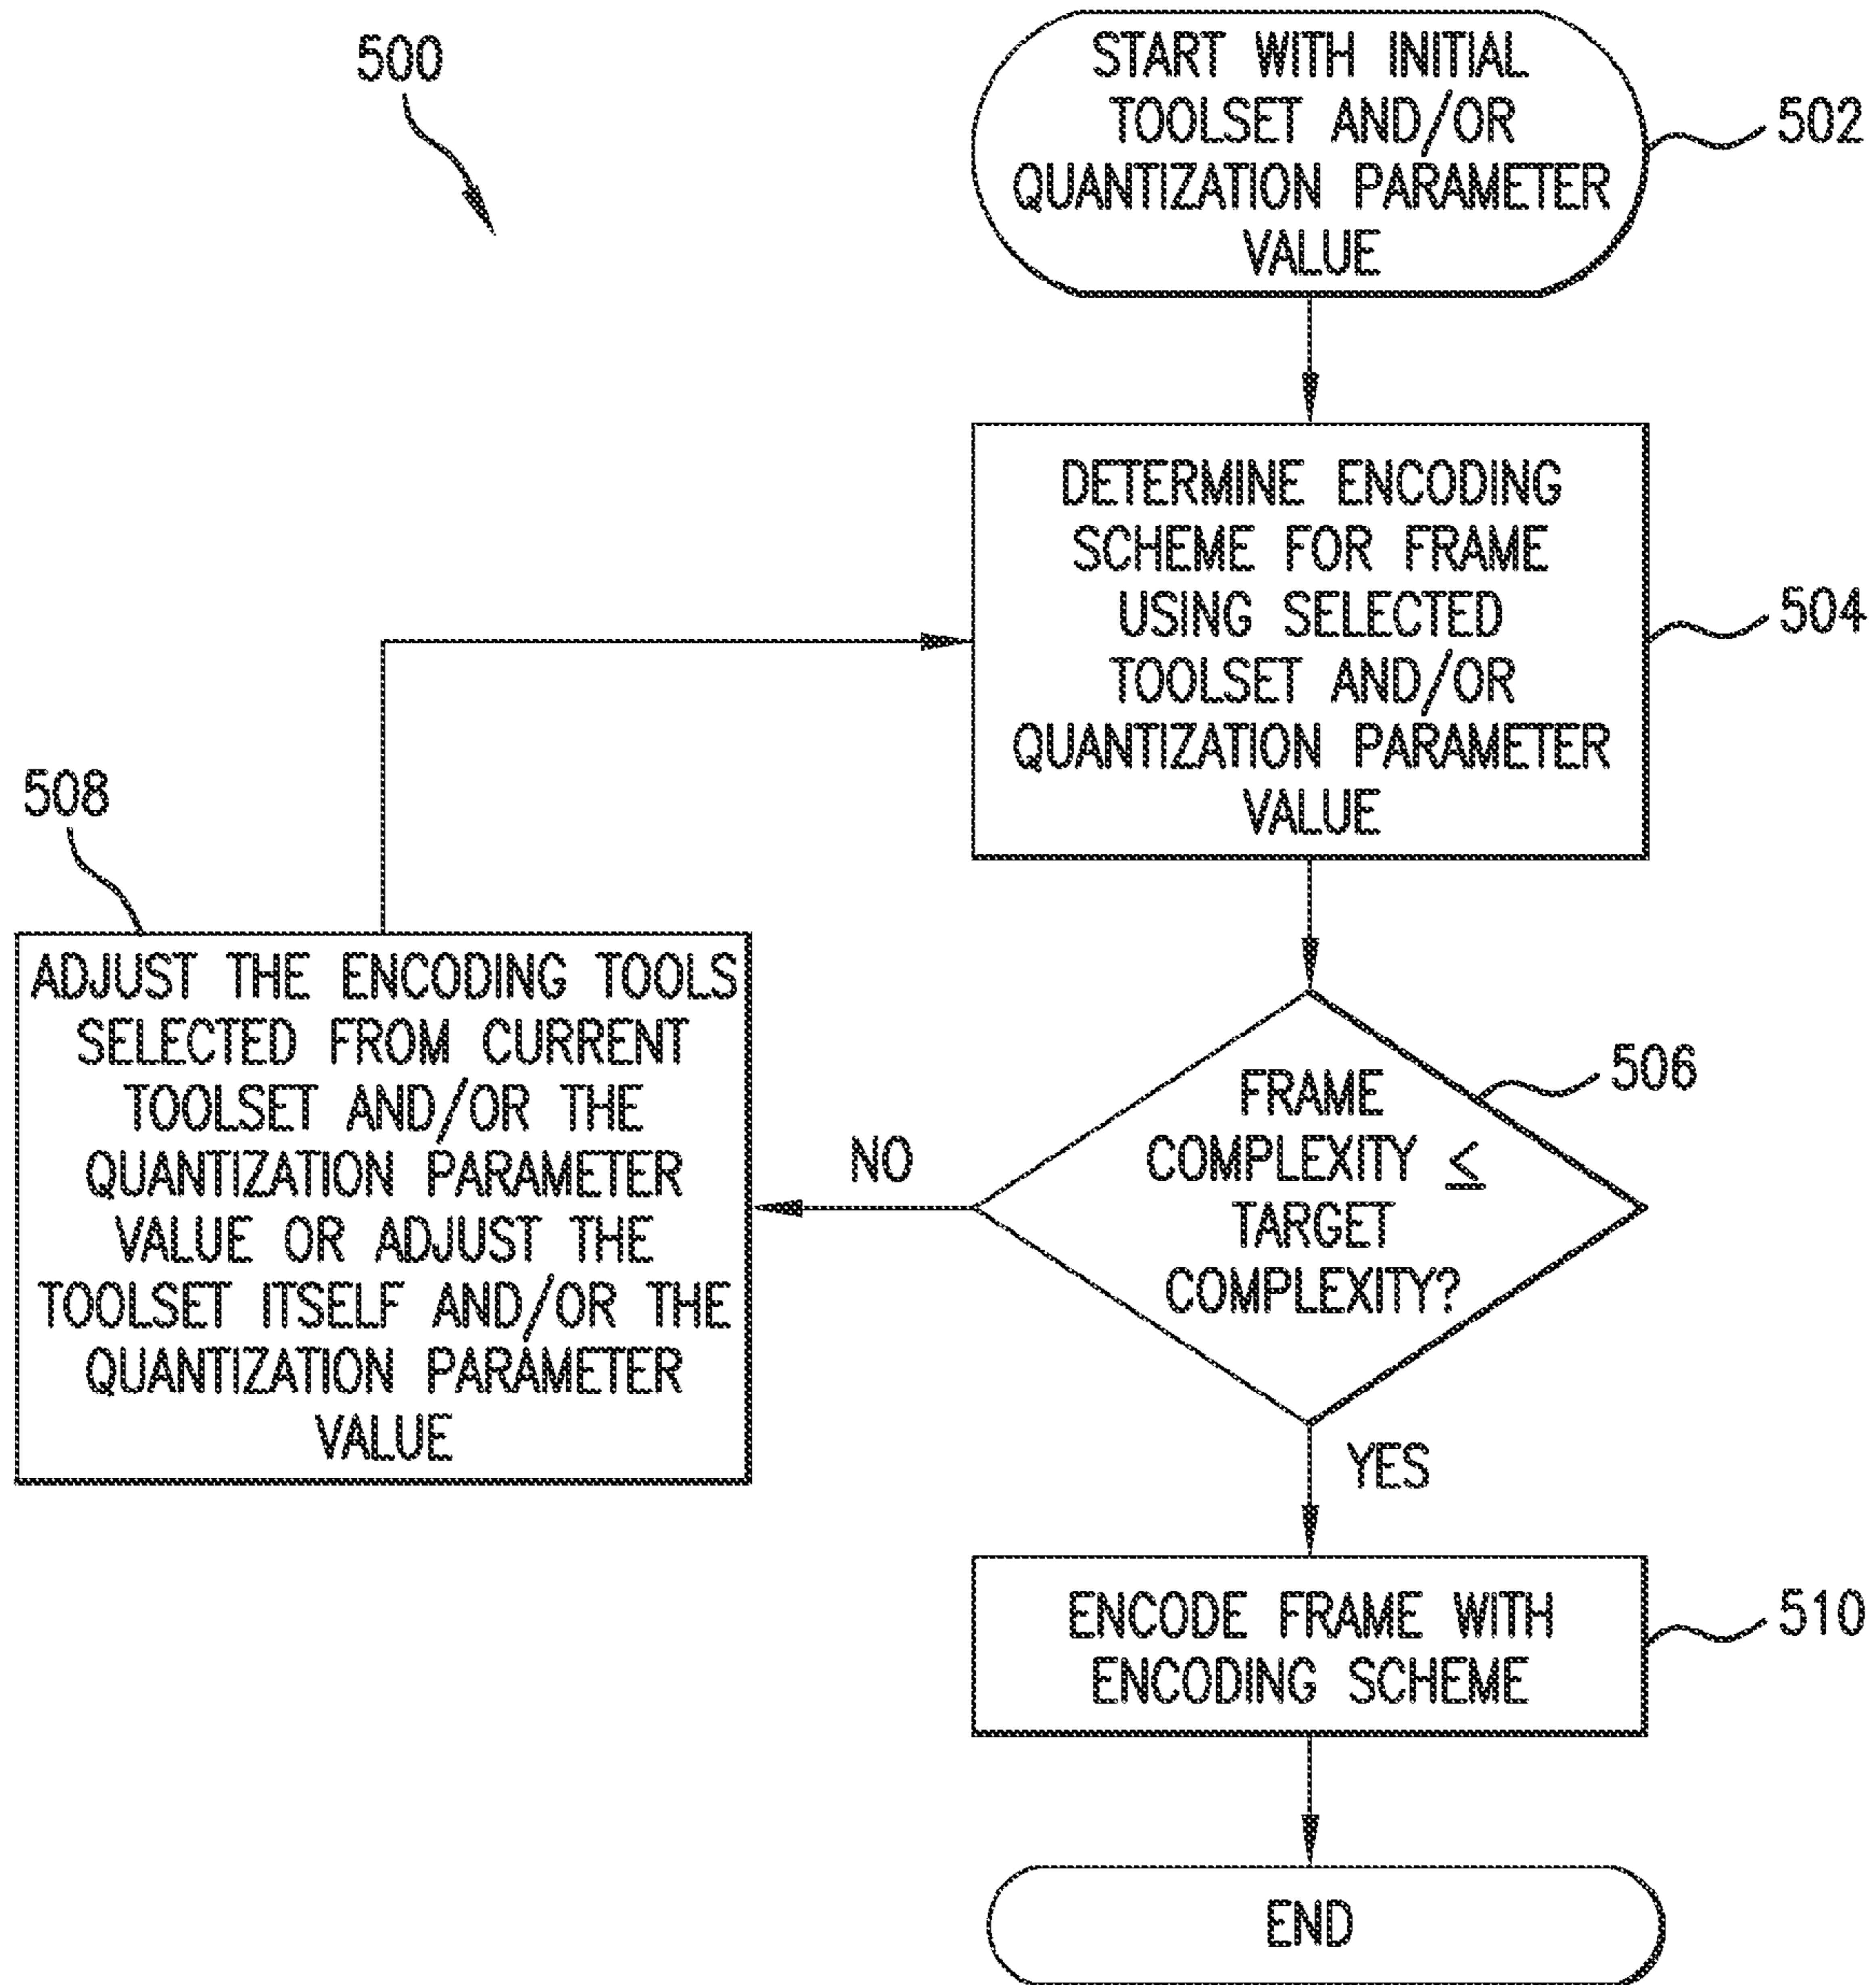 500
START WITH INITIAL
TOOLSET AND/OR
QUANTIZATION PARAMETER
VALUE
502
DETERMINE ENCODING
SCHEME FOR FRAME
USING SELECTED
TOOLSET AND/OR
QUANTIZATION PARAMETER
VALUE
504
508
ADJUST THE ENCODING TOOLS
SELECTED FROM CURRENT
TOOLSET AND/OR THE
QUANTIZATION PARAMETER
VALUE OR ADJUST THE
TOOLSET ITSELF AND/OR THE
QUANTIZATION PARAMETER
VALUE
NO
FRAME
COMPLEXITY ≤
TARGET
COMPLEXITY?
506
YES
ENCODE FRAME WITH
ENCODING SCHEME
510
END